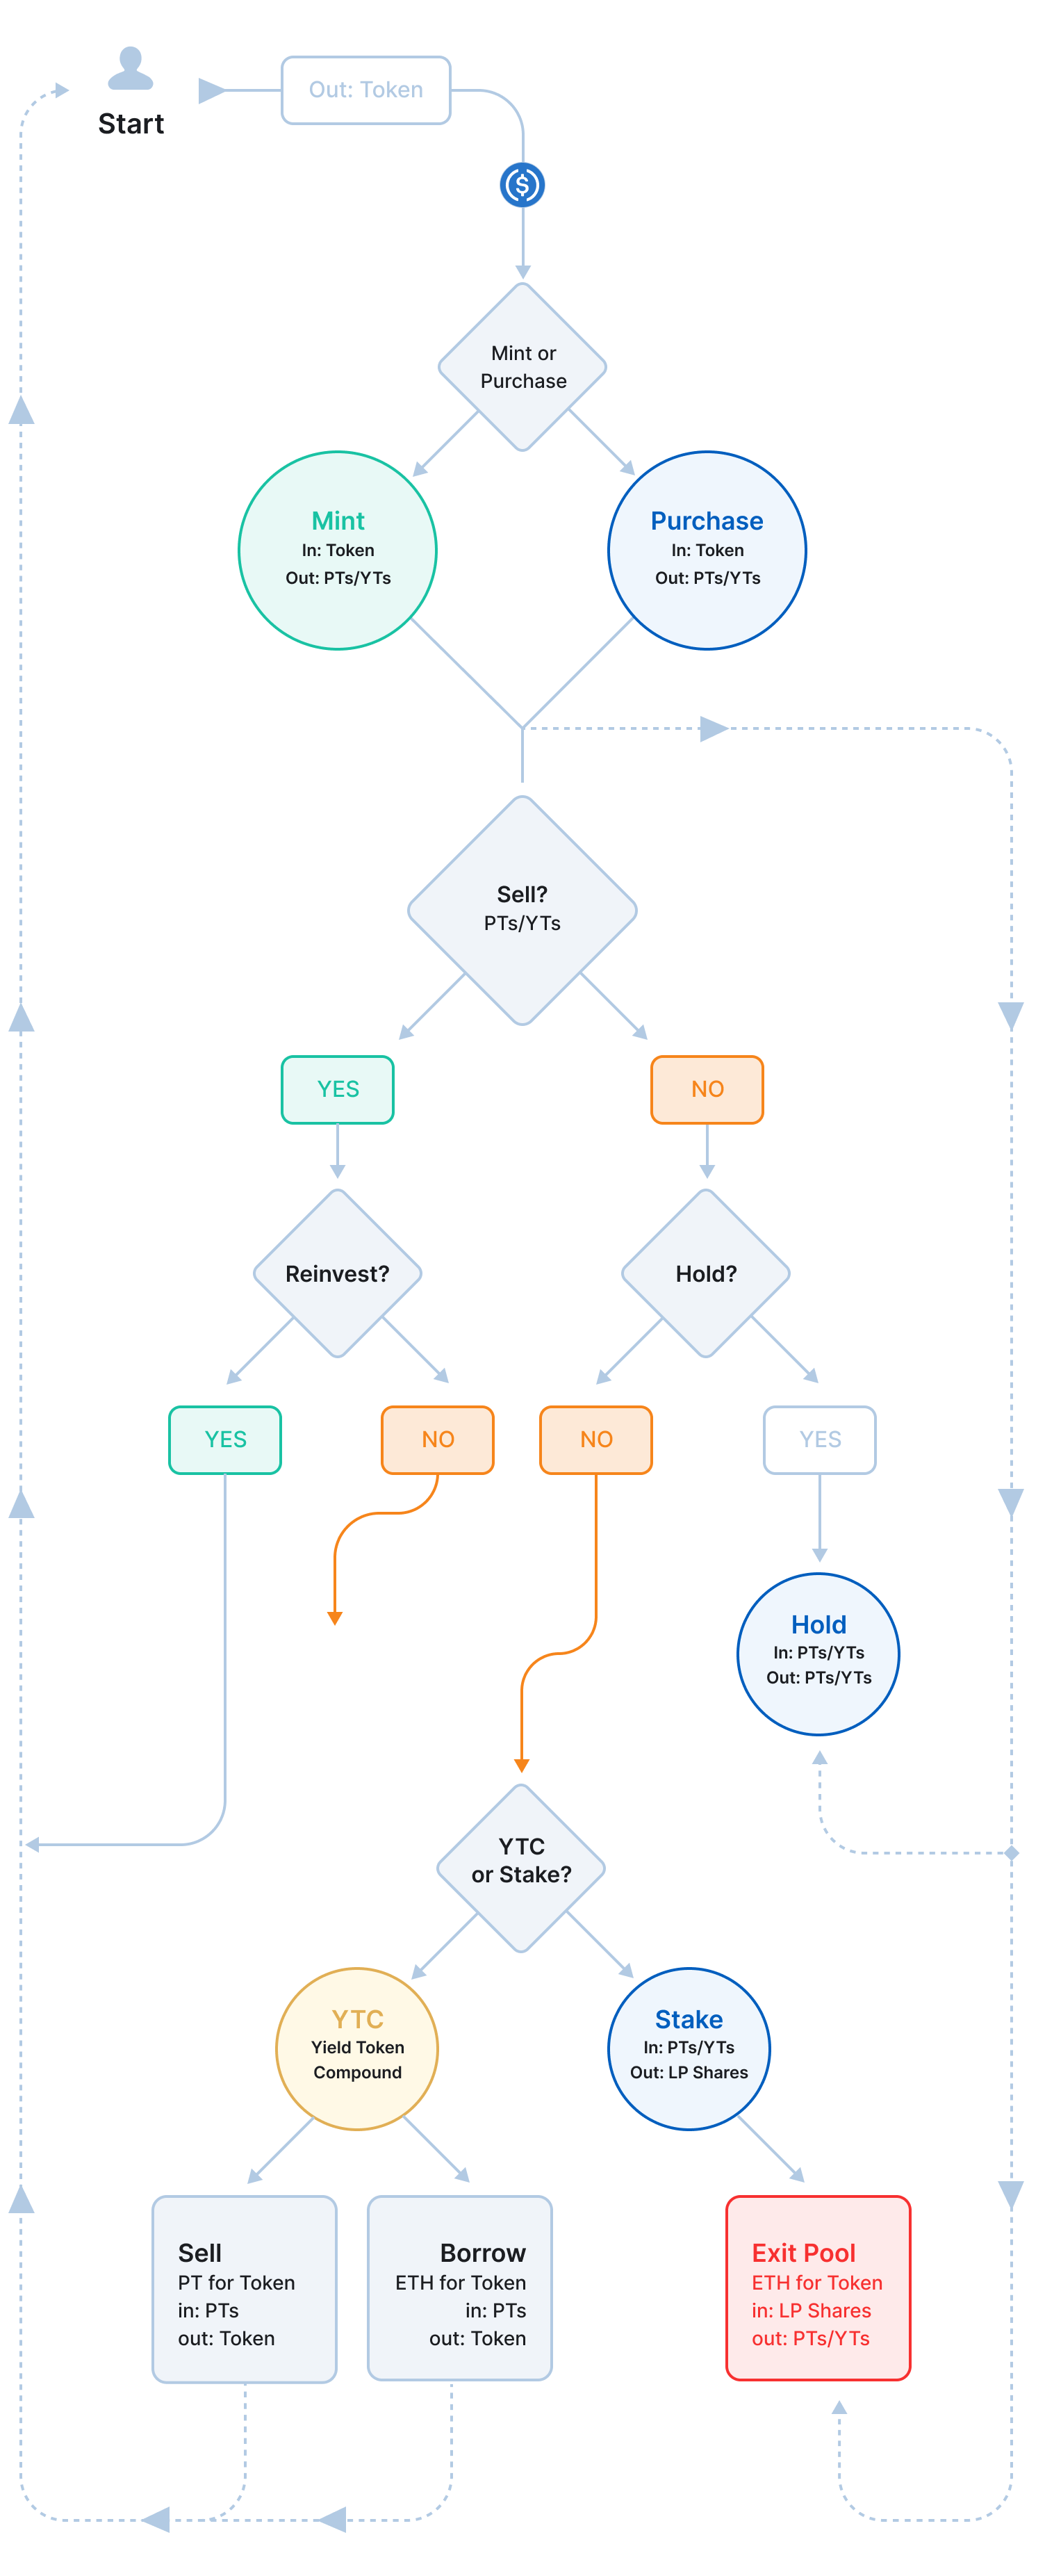 Start
Out: Token
Mint or
Purchase
Mint
In: Token
Out: PTs/YTs
Purchase
In: Token
Out: PTs/YTs
Sell?
PTs/YTs
YES
NO
Reinvest?
Hold?
YES
NO
NO
YES
Hold
In: PTs/YTs
Out: PTs/YTs
YTC
or Stake?
YTC
Yield Token
Compound
Stake
In: PTs/YTs
Out: LP Shares
Sell
PT for Token
in: PTs
out: Token
Borrow
ETH for Token
in: PTs
out: Token
Exit Pool
ETH for Token
in: LP Shares
out: PTs/YTs